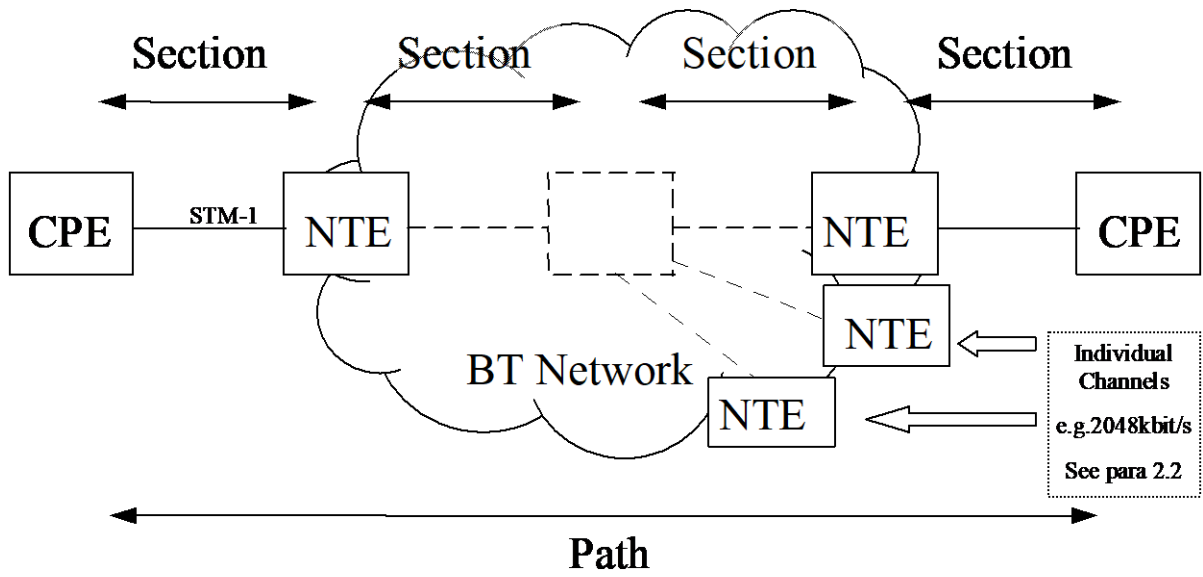 Section Section Section Section
CPE STM-1 NTE NTE CPE
NTE
BT Network
NTE
Individual
Channels
e.g.2048kbit/s
See para 2.2
Path